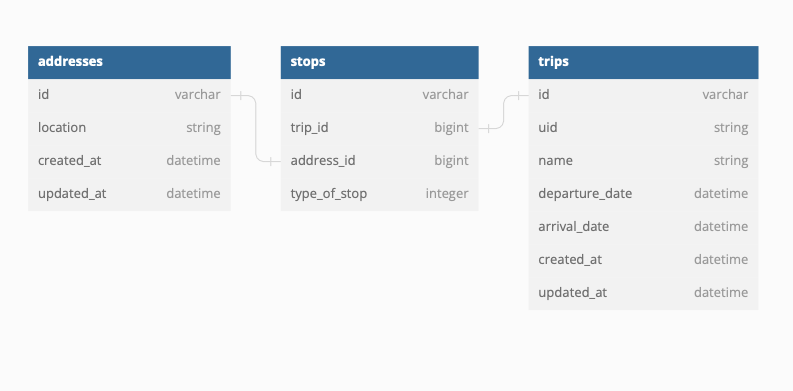 addresses
id varchar
location string
created_at datetime
updated_at datetime
stops
id varchar
trip_id bigint
address_id bigint
type_of_stop integer
trips
id varchar
uid string
name string
departure_date datetime
arrival_date datetime
created_at datetime
updated_at datetime